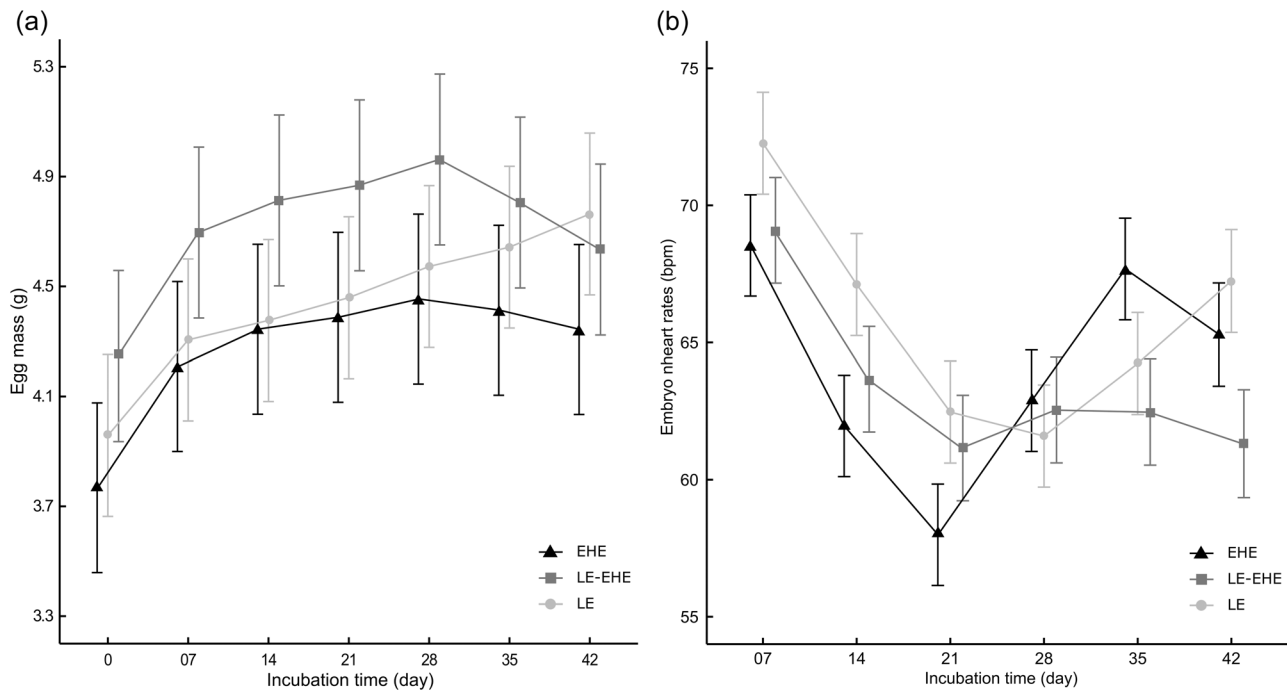 (a)
5.3
4.9
4.5
4.1
3.7
3.3
Egg mass (g)
0 07 14 21 28 35 42
Incubation time (day)
EHE
LE-EHE
LE
(b)
75
70
65
60
55
Embryo nheart rates (bpm)
07 14 21 28 35 42
Incubation time (day)
EHE
LE-EHE
LE